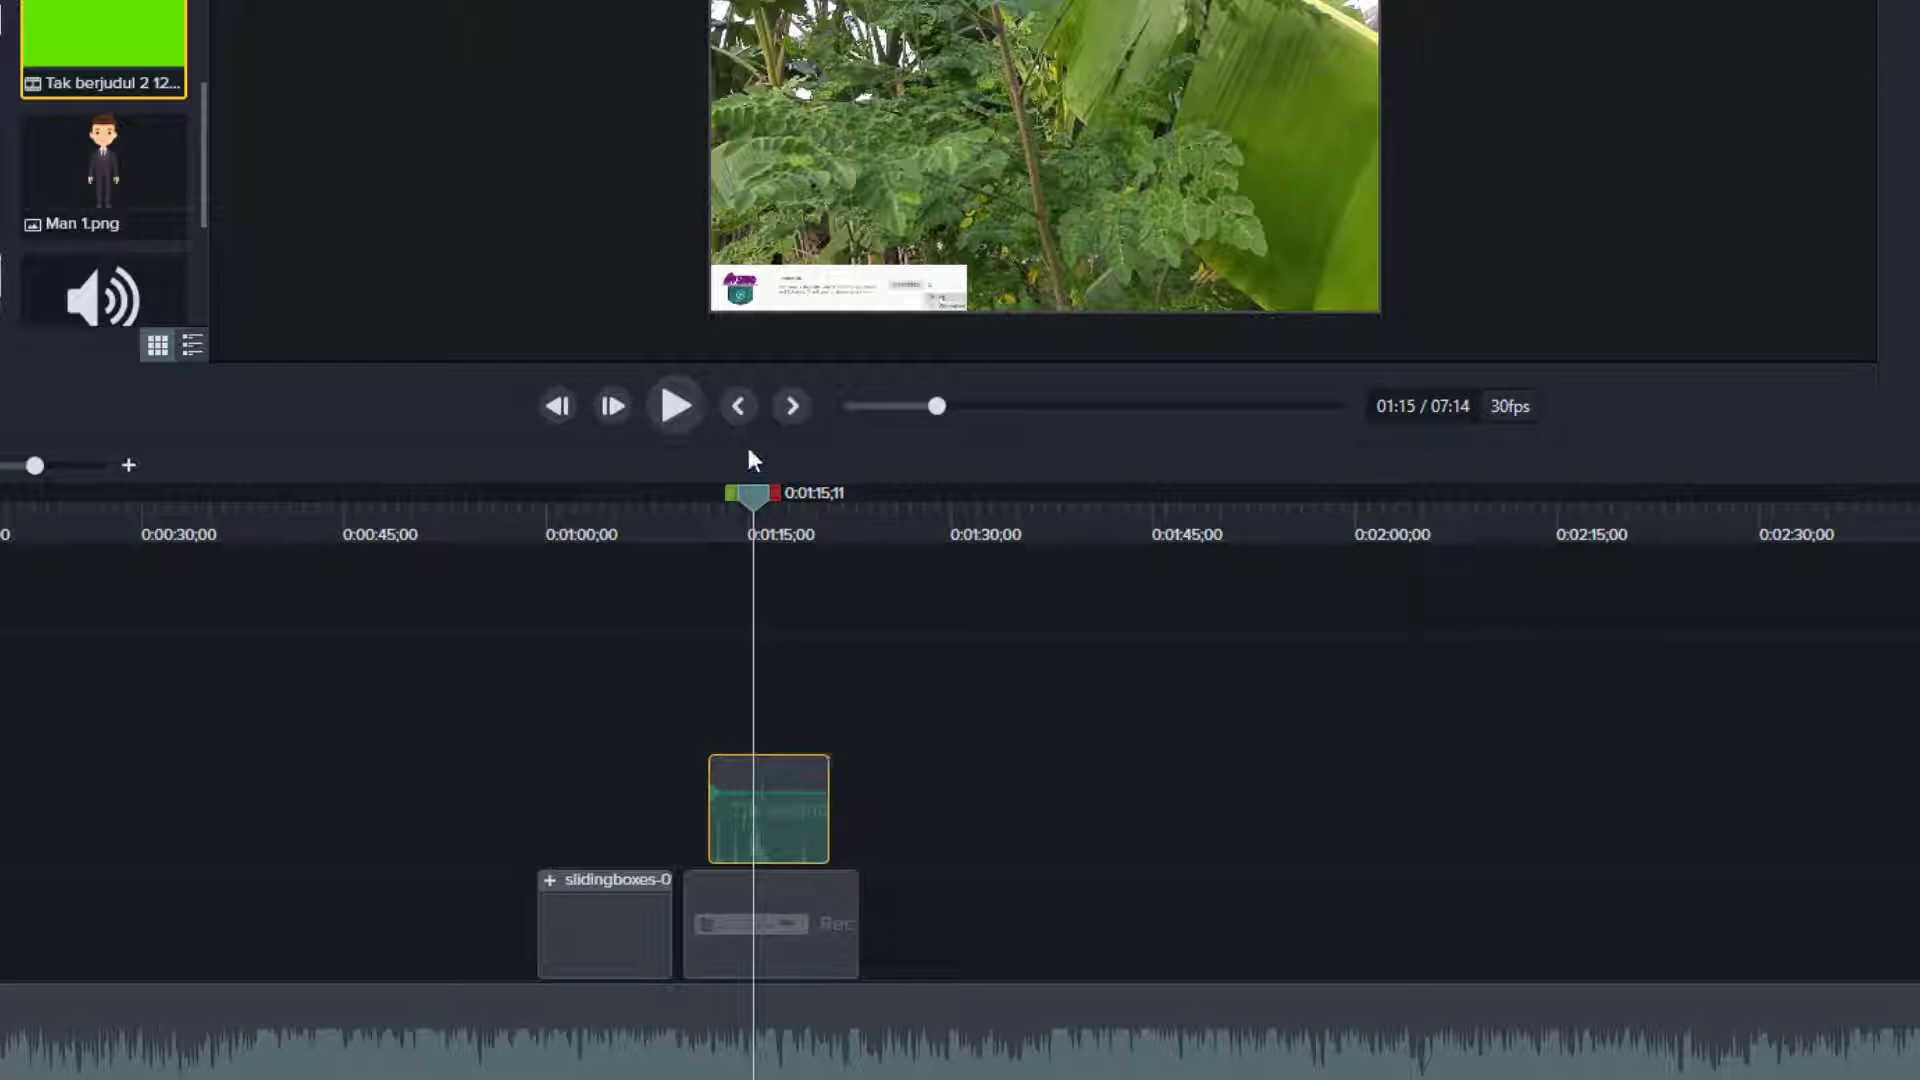 Tak berjudul 2 12...
Man 1.png
01:15 / 07:14
30fps
0:01:15;11
0
0:00:30;00
0:00:45;00
0:01:00;00
0:01:15;00
0:01:30;00
0:01:45;00
0:02:00;00
0:02:15;00
0:02:30;00
slidingboxes-0
Rec